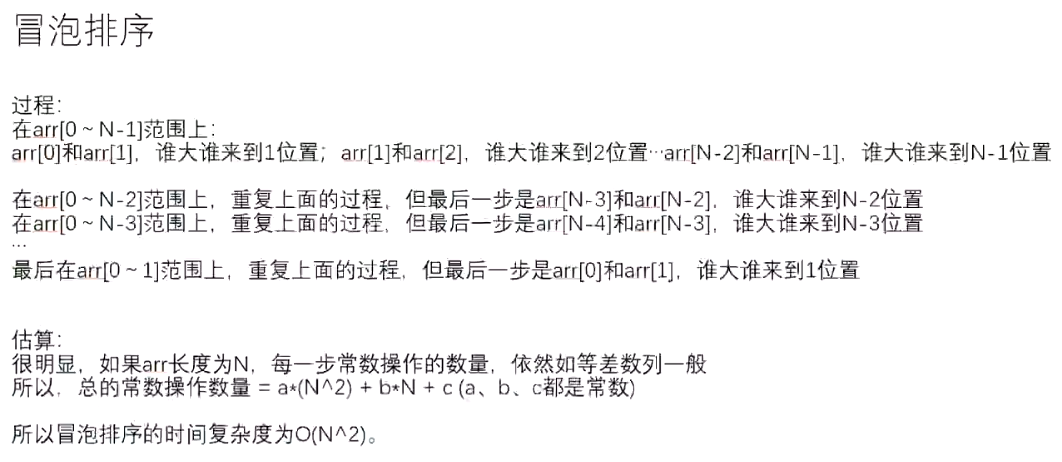 冒泡排序
过程：
在arr[0～N-1]范围上：
arr[0]和arr[1]，谁大谁来到1位置；arr[1]和arr[2]，谁大谁来到2位置…arr[N-2]和arr[N-1]，谁大谁来到N-1位置
在arr[0～N-2]范围上，重复上面的过程，但最后一步是arr[N-3]和arr[N-2]，谁大谁来到N-2位置
在arr[0～N-3]范围上，重复上面的过程，但最后一步是arr[N-4]和arr[N-3]，谁大谁来到N-3位置
…
最后在arr[0～1]范围上，重复上面的过程，但最后一步是arr[0]和arr[1]，谁大谁来到1位置
估算：
很明显，如果arr长度为N，每一步常数操作的数量，依然如等差数列一般
所以，总的常数操作数量 = a*(N^2) + b*N + c (a、b、c都是常数)
所以冒泡排序的时间复杂度为O(N^2)。